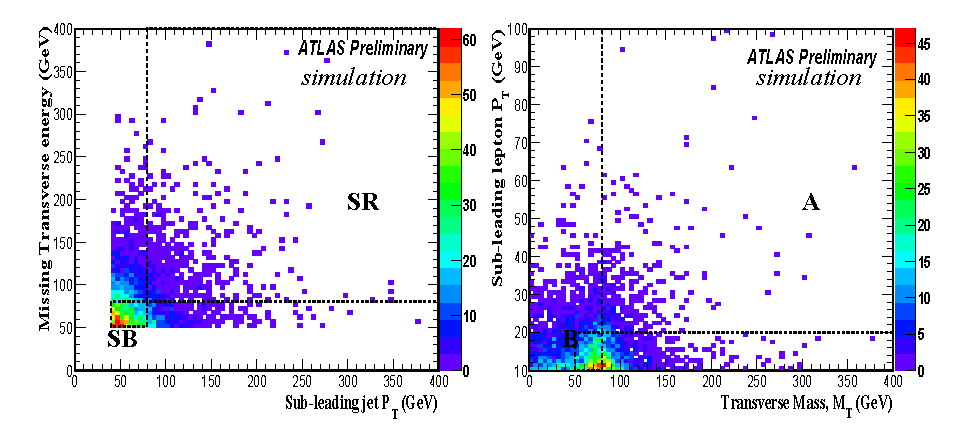 Missing Transverse energy (GeV)
400
350
300
250
200
150
100
50
0
ATLAS Preliminary
simulation
SR
SB
0 50 100 150 200 250 300 350 400
Sub-leading jet P_T (GeV)
60
50
40
30
20
10
0
Sub-leading lepton P_T (GeV)
100
90
80
70
60
50
40
30
20
10
ATLAS Preliminary
simulation
A
B
0 50 100 150 200 250 300 350 400
Transverse Mass, M_T (GeV)
45
40
35
30
25
20
15
10
5
0